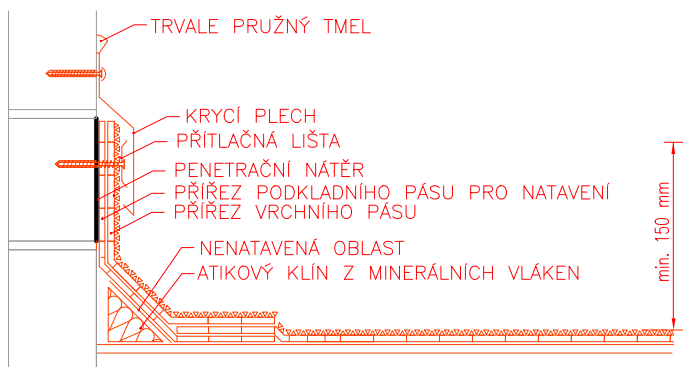 TRVALE PRUŽNÝ TMEL
KRYCÍ PLECH
PŘÍTLAČNÁ LIŠTA
PENETRAČNÍ NÁTĚR
PŘÍŘEZ PODKLADNÍHO PÁSU PRO NATAVENÍ
PŘÍŘEZ VRCHNÍHO PÁSU
NENATAVENÁ OBLAST
ATIKOVÝ KLÍN Z MINERÁLNÍCH VLÁKEN
min. 150 mm